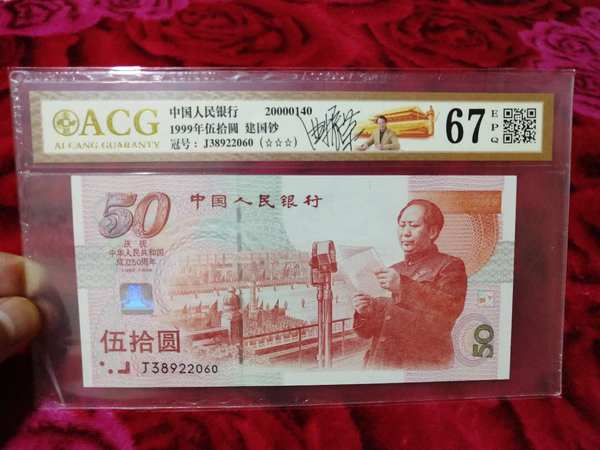 ACG
AI CANG GUARANTY
中国人民银行 20000140
1999年伍拾圆 建国钞
冠号：J38922060 (☆☆☆)
67
EPQ
50
中国人民银行
庆祝
中华人民共和国
成立50周年
1949-1999
伍拾圆
J38922060
50